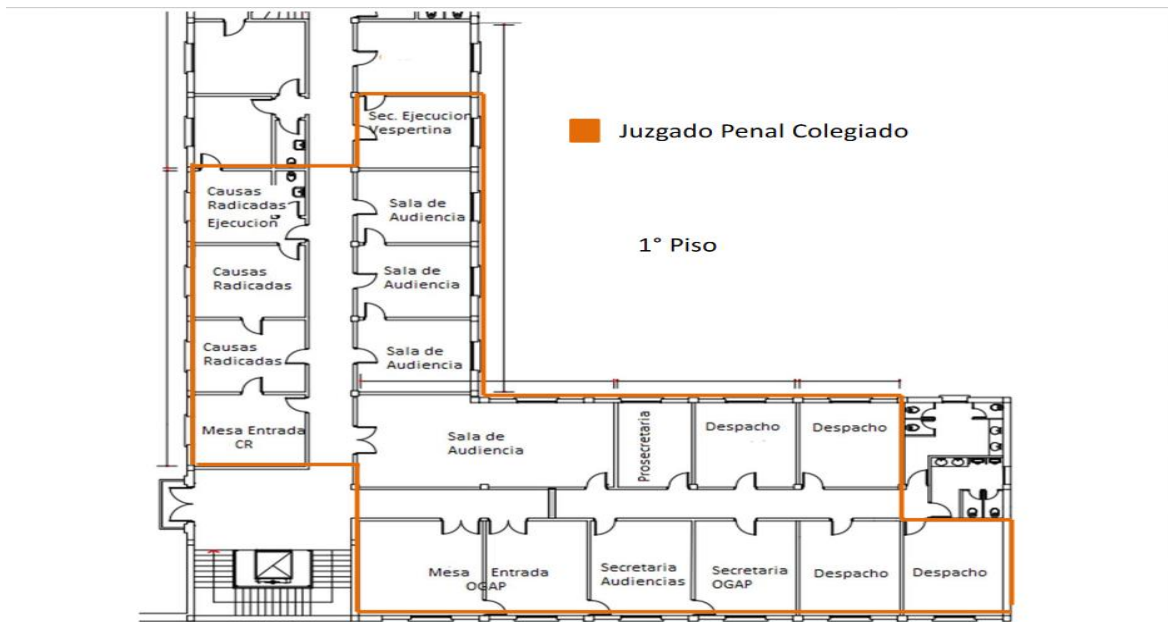 Sec. Ejecucion
Vespertina
Juzgado Penal Colegiado
Causas
Radicadas
Ejecucion
Sala de
Audiencia
1° Piso
Causas
Radicadas
Sala de
Audiencia
Causas
Radicadas
Sala de
Audiencia
Mesa Entrada
CR
Sala de
Audiencia
Prosecretaria
Despacho
Despacho
Mesa Entrada
OGAP
Secretaria
Audiencias
Secretaria
OGAP
Despacho
Despacho